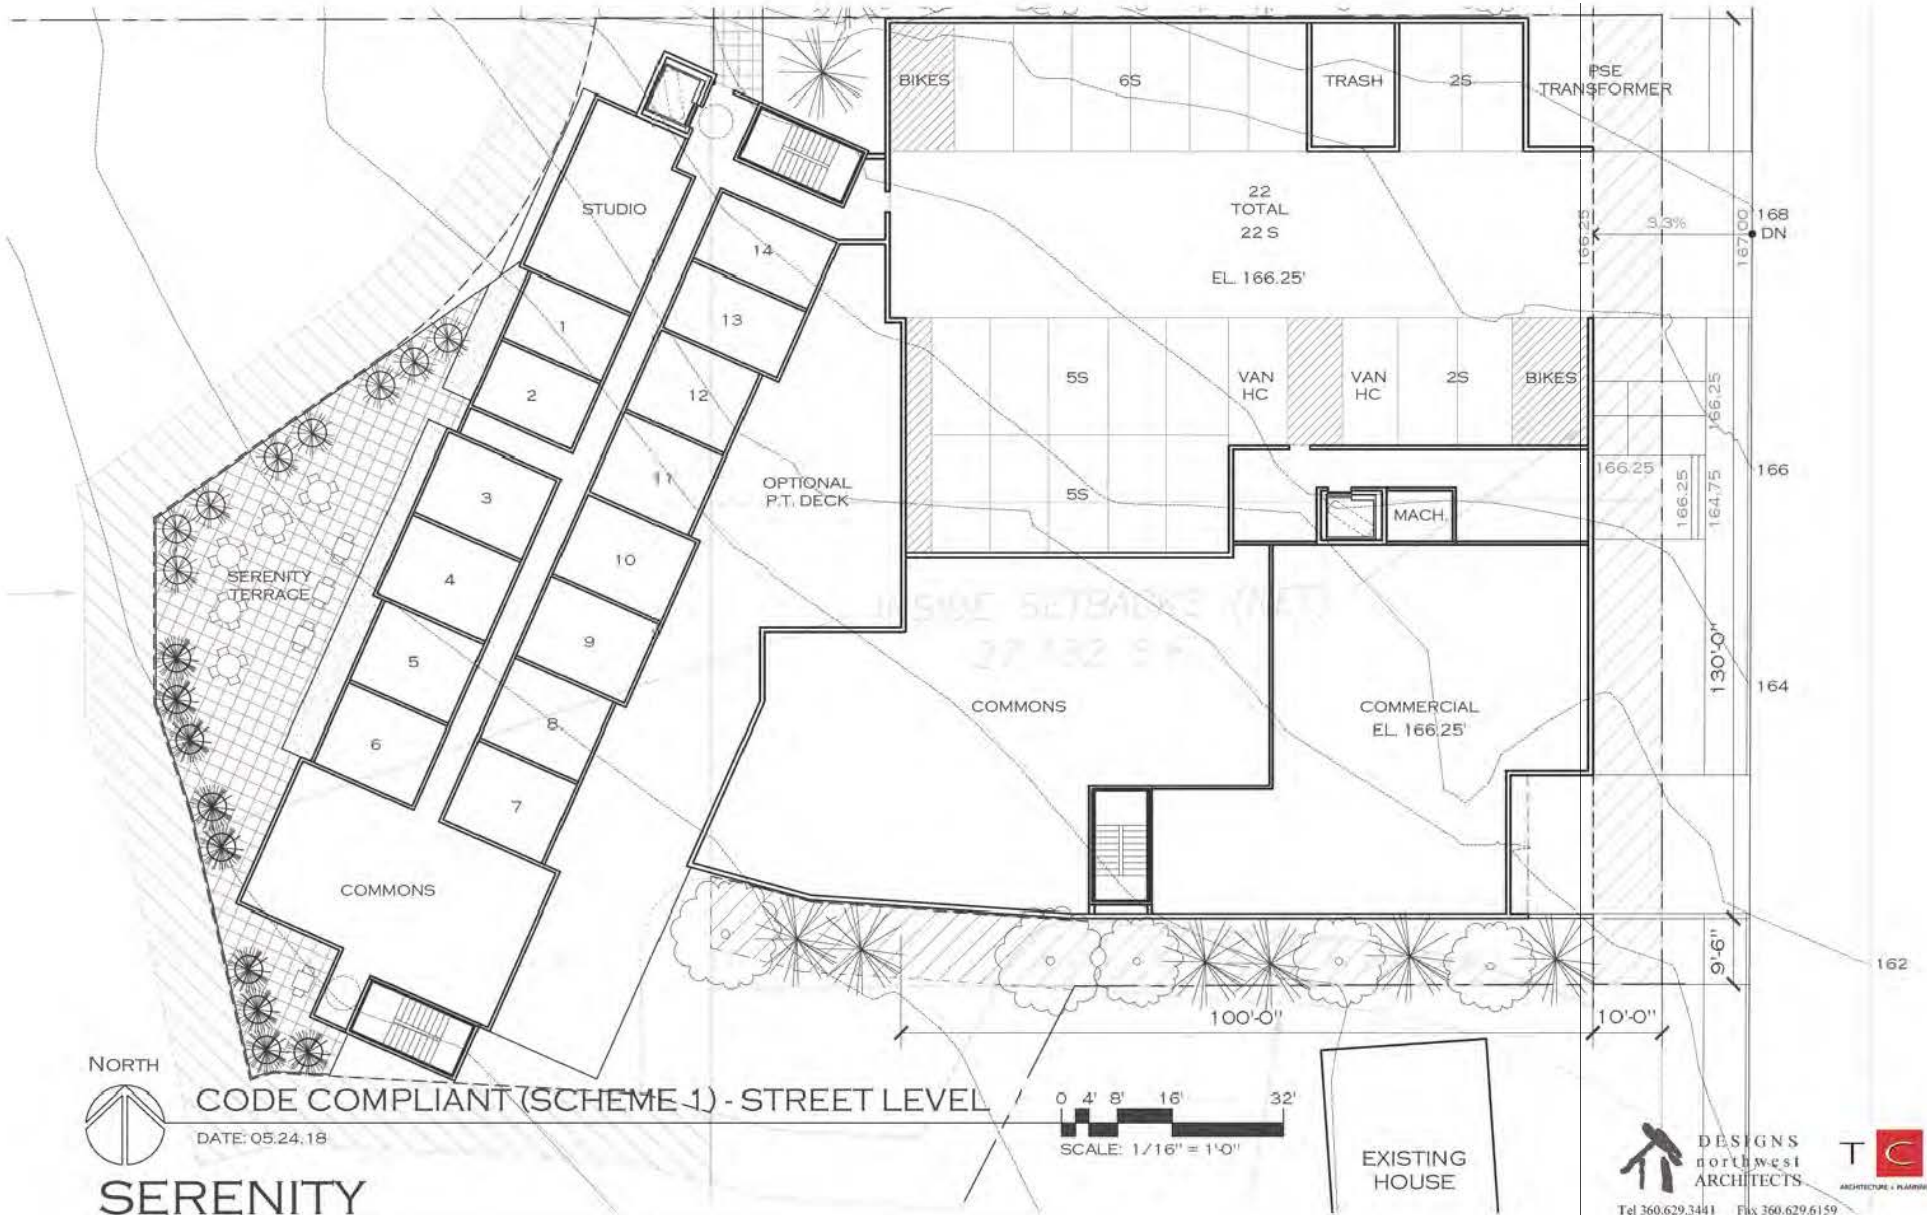 BIKES
6S
TRASH
2S
PSE
TRANSFORMER
STUDIO
22
TOTAL
22 S
EL. 166.25'
166.25
3.3%
167.00
168
DN
14
13
12
11
10
9
8
7
1
2
3
4
5
6
5S
VAN
HC
VAN
HC
2S
BIKES
5S
166.25
166.25
166.25
164.75
166
MACH.
OPTIONAL
P.T. DECK
SERENITY
TERRACE
INSIDE SETBACKS (NET)
COMMONS
COMMERCIAL
EL. 166.25'
130'-0"
164
COMMONS
9'-6"
162
100'-0"
10'-0"
NORTH
CODE COMPLIANT (SCHEME 1) - STREET LEVEL
DATE: 05.24.18
SERENITY
0 4' 8' 16' 32'
SCALE: 1/16" = 1'-0"
EXISTING
HOUSE
DESIGNS
northwest
ARCHITECTS
Tel 360.629.3441 Fax 360.629.6159
T C
ARCHITECTURE + PLANNING